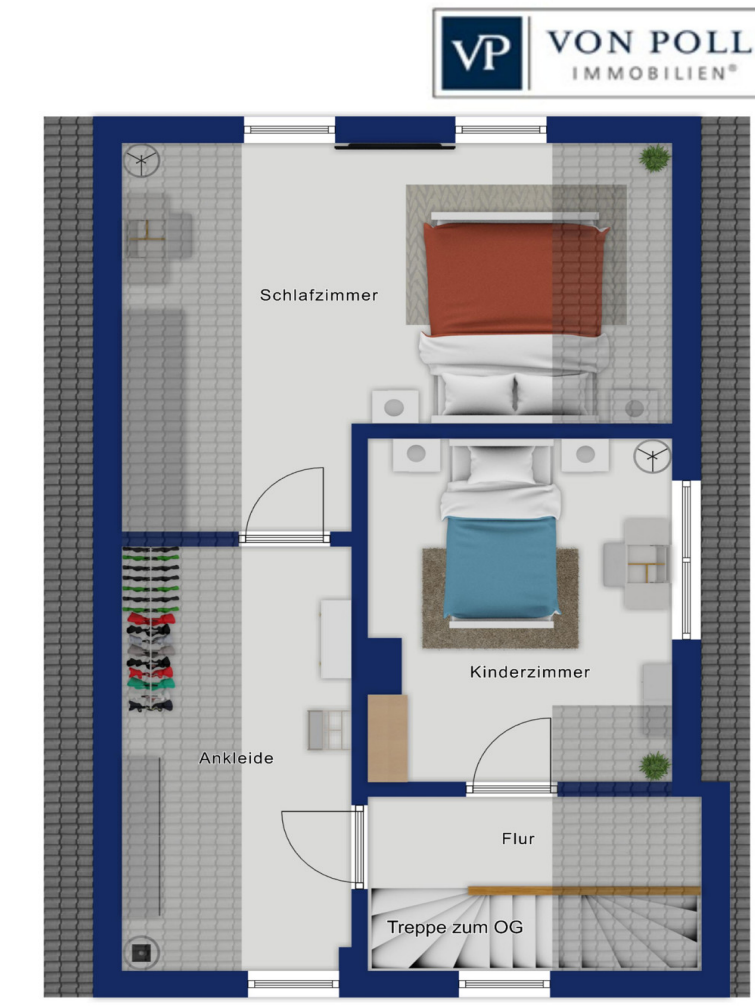 VP
VON POLL
IMMOBILIEN®
Schlafzimmer
Kinderzimmer
Ankleide
Flur
Treppe zum OG